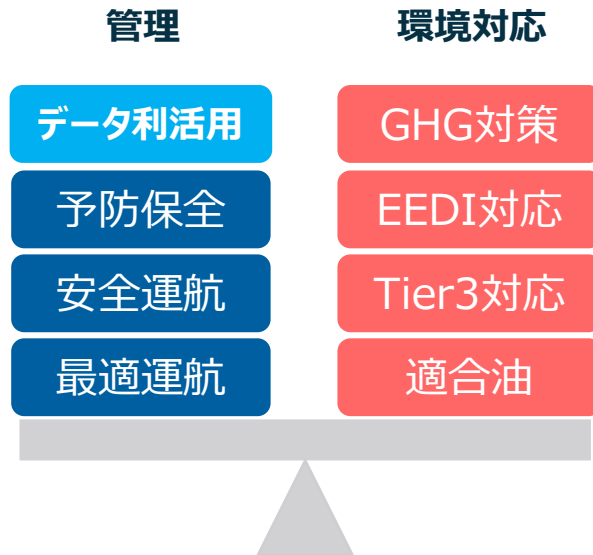 管理
環境対応
データ利活用
GHG対策
予防保全
EEDI対応
安全運航
Tier3対応
最適運航
適合油